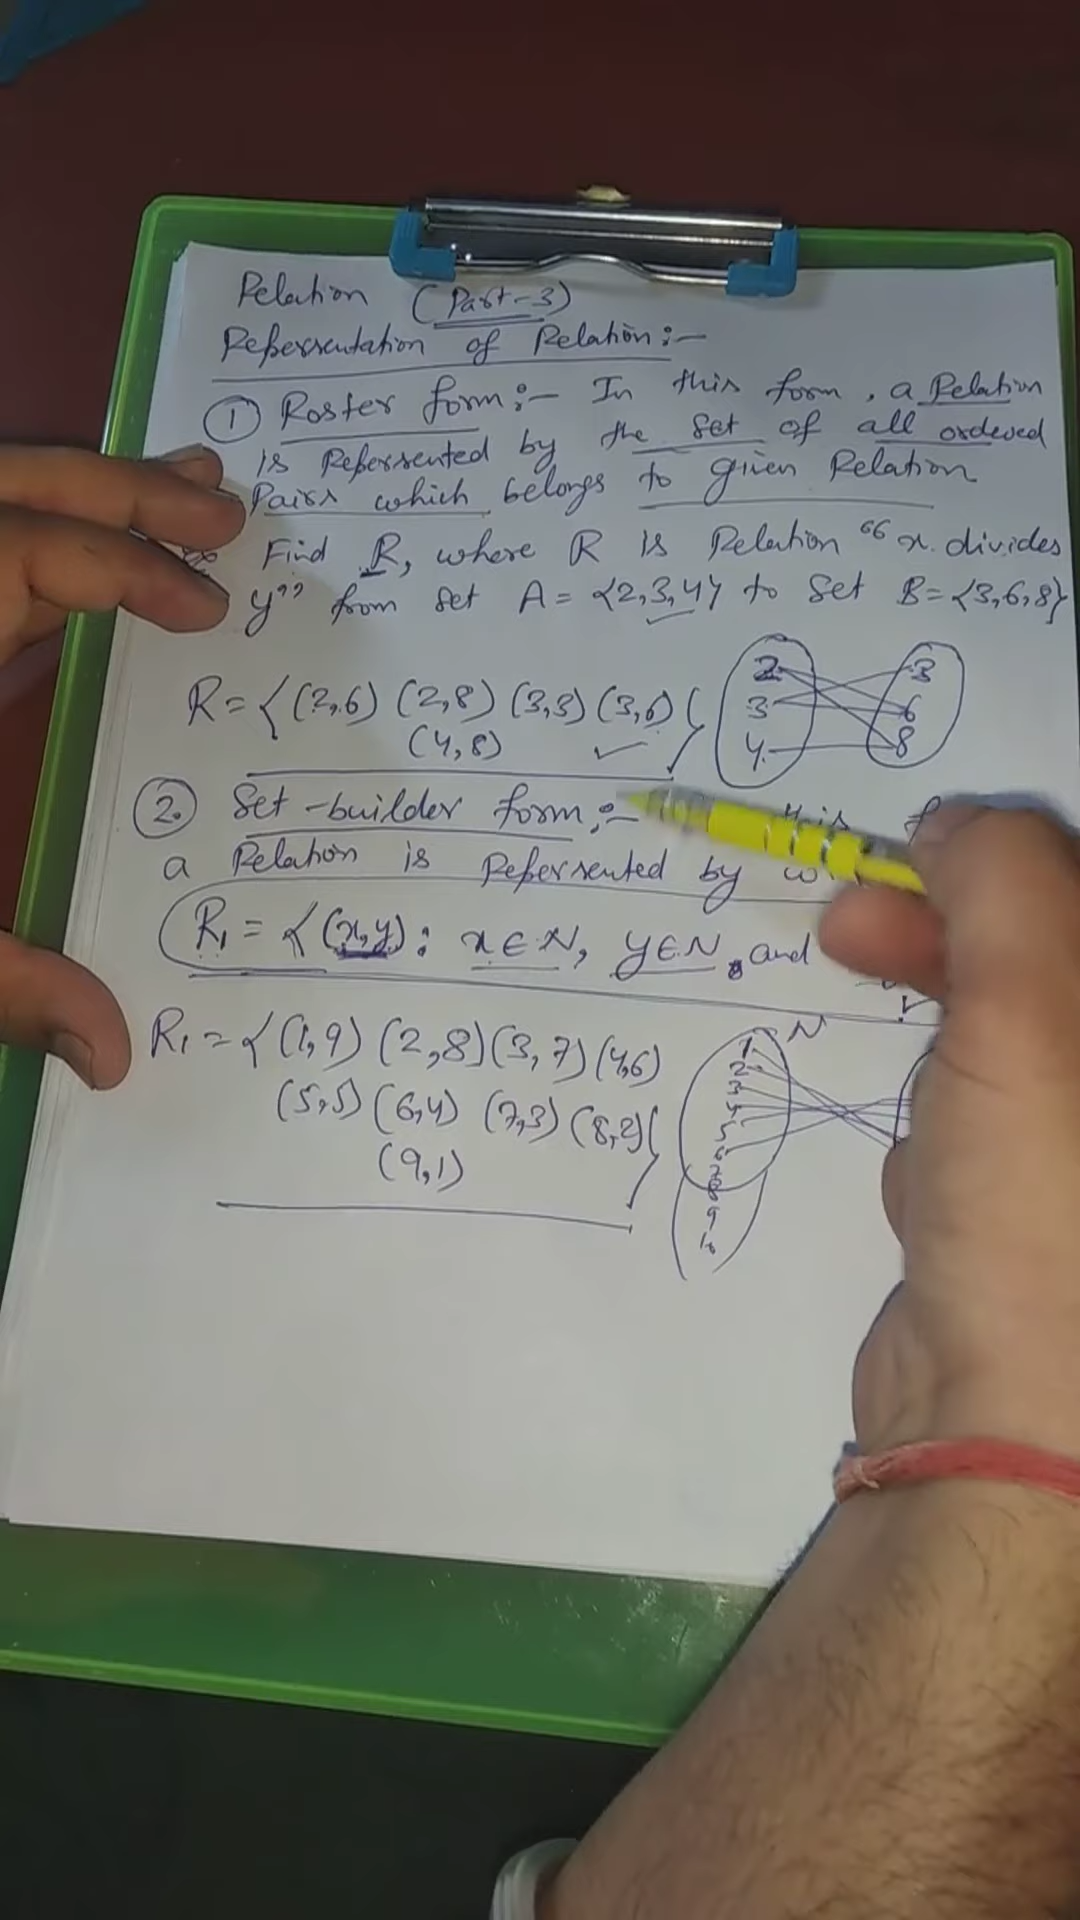 Relation (Part-3)
Repersentation of Relation:-
① Roster form:- In this form, a Relation
is Repersented by the set of all ordered
Pairs which belongs to given Relation
Find R, where R is Relation "x divides
y" from set A = {2,3,4} to set B = {3,6,8}
R = { (2,6) (2,8) (3,3) (3,6) }
(4,8)
2 3
3 6
4 8
②. Set-builder form:- this
a Relation is Repersented by
R₁ = { (x,y) : x ∈ N, y ∈ N, and
R₁ = { (1,9) (2,8) (3,7) (4,6)
(5,5) (6,4) (7,3) (8,2) }
(9,1)
N
1
2
3
4
5
6
7
8
9
10